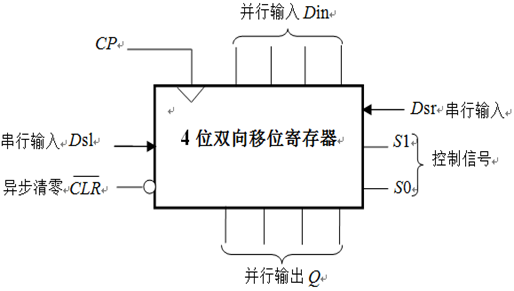 并行输入 Din
CP
Dsr 串行输入
4 位双向移位寄存器
串行输入 Dsl
S1
控制信号
异步清零 C̅L̅R̅
S0
并行输出 Q